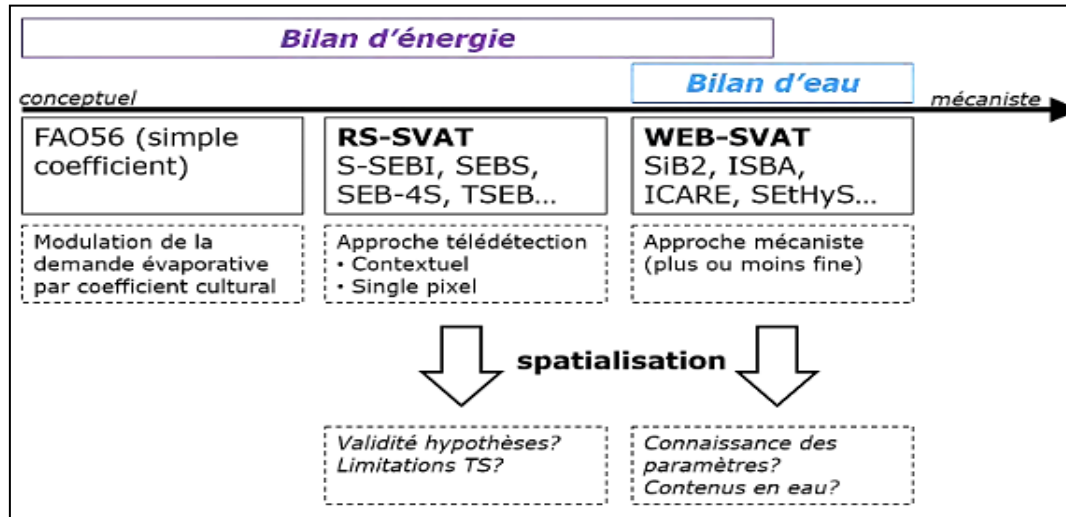 Bilan d'énergie
Bilan d'eau
conceptuel
mécaniste
FAO56 (simple
coefficient)
RS-SVAT
S-SEBI, SEBS,
SEB-4S, TSEB...
WEB-SVAT
SiB2, ISBA,
ICARE, SEtHyS...
Modulation de la
demande évaporative
par coefficient cultural
Approche télédétection
• Contextuel
• Single pixel
Approche mécaniste
(plus ou moins fine)
spatialisation
Validité hypothèses?
Limitations TS?
Connaissance des
paramètres?
Contenus en eau?